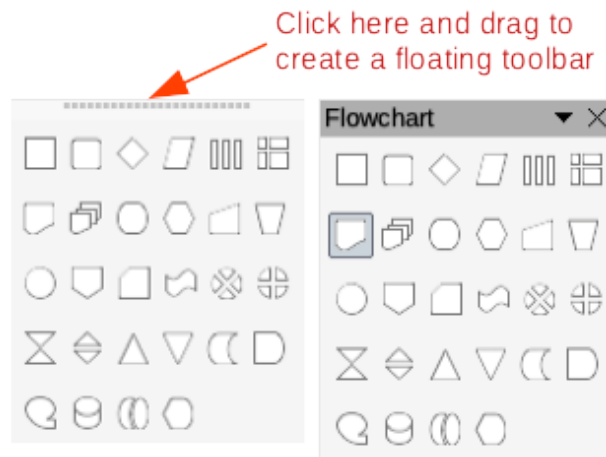 Click here and drag to
create a floating toolbar
Flowchart